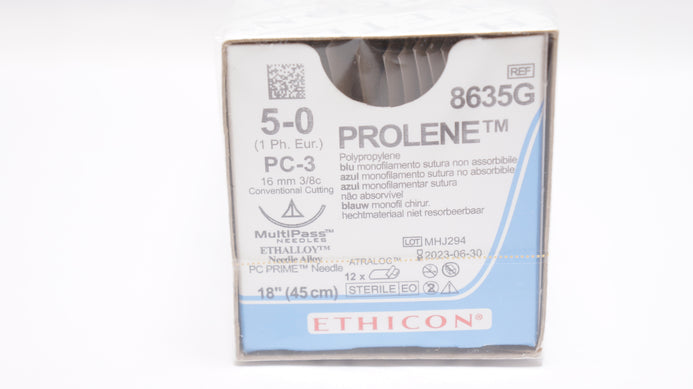 REF
8635G
5-0
(1 Ph. Eur.)
PROLENE™
PC-3
16 mm 3/8c
Conventional Cutting
Polypropylene
blu monofilamento sutura non assorbibile
azul monofilamento sutura no absorbible
azul monofilamentar sutura
não absorvível
blauw monofil chirur.
hechtmateriaal niet resorbeerbaar
MultiPass™
NEEDLES
ETHALLOY™
Needle Alloy
PC PRIME™ Needle
LOT MHJ294
2023-06-30
ATRALOC™
12 x
18" (45 cm)
STERILE EO
2
ETHICON®